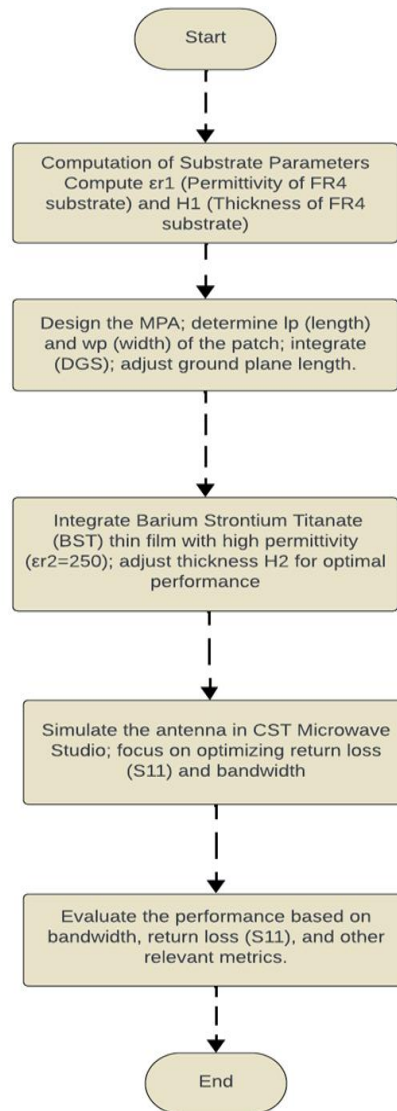 Start
Computation of Substrate Parameters
Compute εr1 (Permittivity of FR4
substrate) and H1 (Thickness of FR4
substrate)
Design the MPA; determine lp (length)
and wp (width) of the patch; integrate
(DGS); adjust ground plane length.
Integrate Barium Strontium Titanate
(BST) thin film with high permittivity
(εr2=250); adjust thickness H2 for optimal
performance
Simulate the antenna in CST Microwave
Studio; focus on optimizing return loss
(S11) and bandwidth
Evaluate the performance based on
bandwidth, return loss (S11), and other
relevant metrics.
End